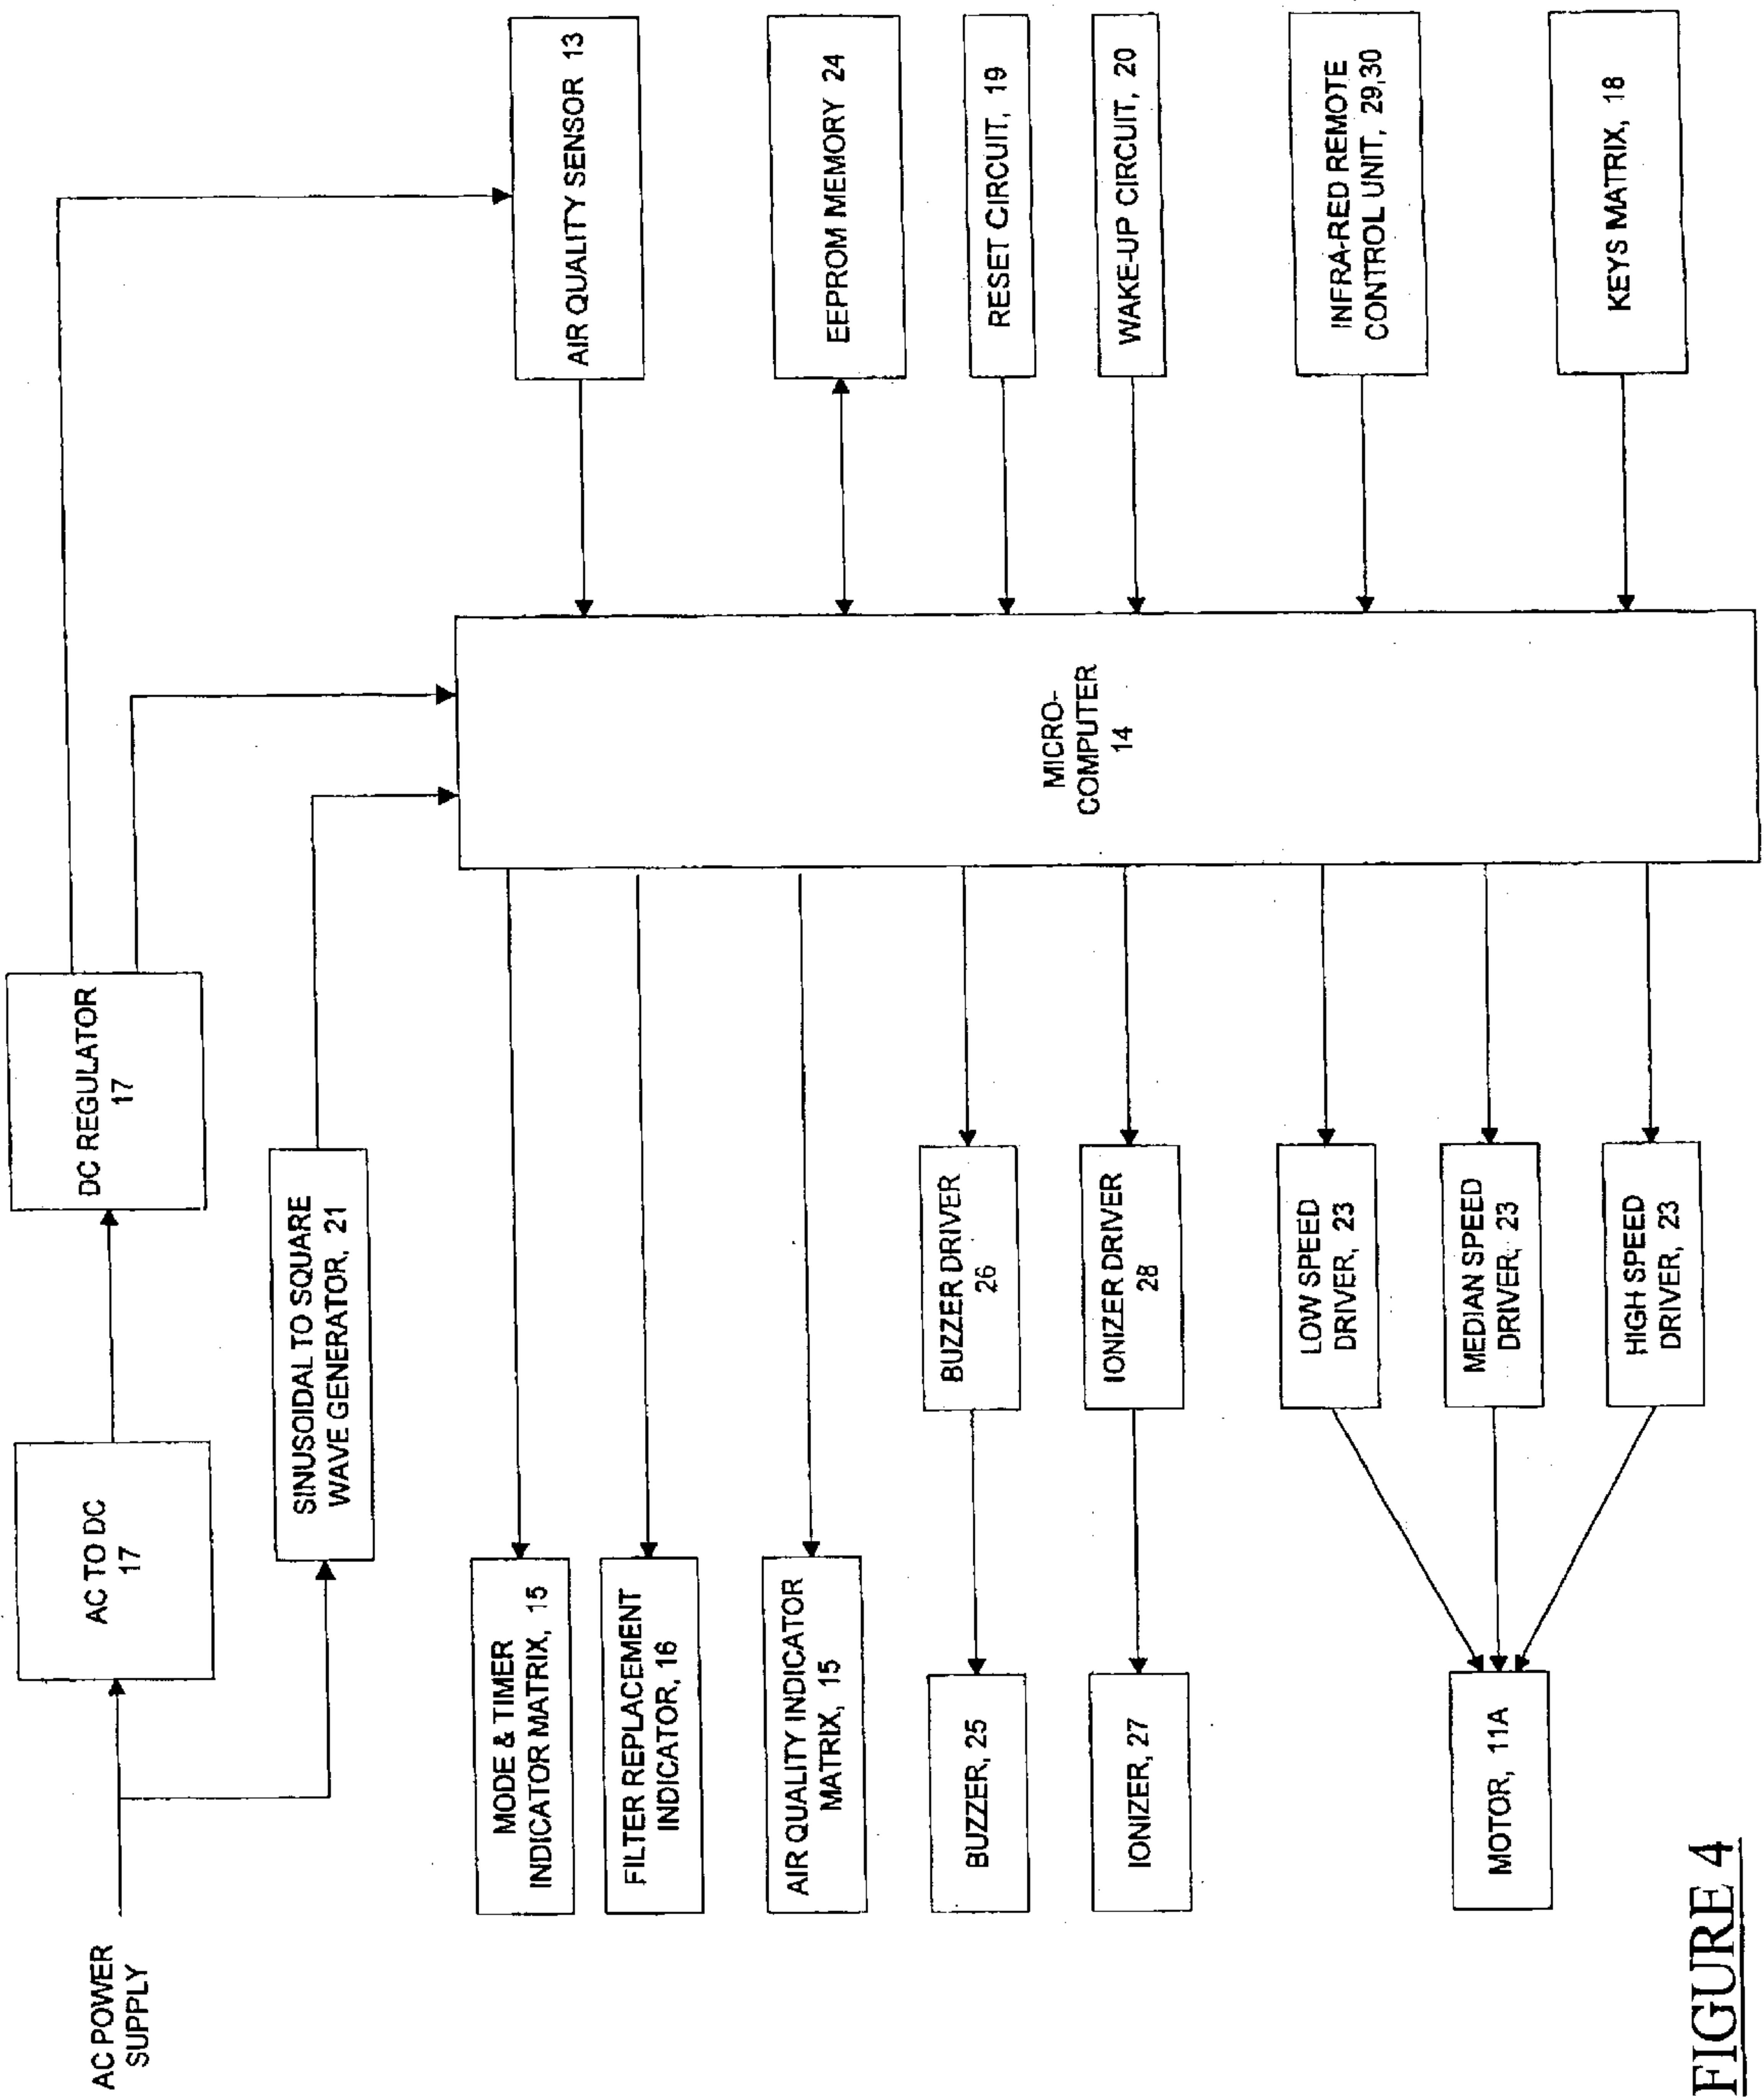 AC POWER
SUPPLY
AC TO DC
17
DC REGULATOR
17
SINUSOIDAL TO SQUARE
WAVE GENERATOR, 21
AIR QUALITY SENSOR 13
MODE & TIMER
INDICATOR MATRIX, 15
FILTER REPLACEMENT
INDICATOR, 16
AIR QUALITY INDICATOR
MATRIX, 15
BUZZER, 25
BUZZER DRIVER
26
IONIZER, 27
IONIZER DRIVER
28
MOTOR, 11A
LOW SPEED
DRIVER, 23
MEDIAN SPEED
DRIVER, 23
HIGH SPEED
DRIVER, 23
MICRO-
COMPUTER
14
EEPROM MEMORY 24
RESET CIRCUIT, 19
WAKE-UP CIRCUIT, 20
INFRA-RED REMOTE
CONTROL UNIT, 29,30
KEYS MATRIX, 18
FIGURE 4